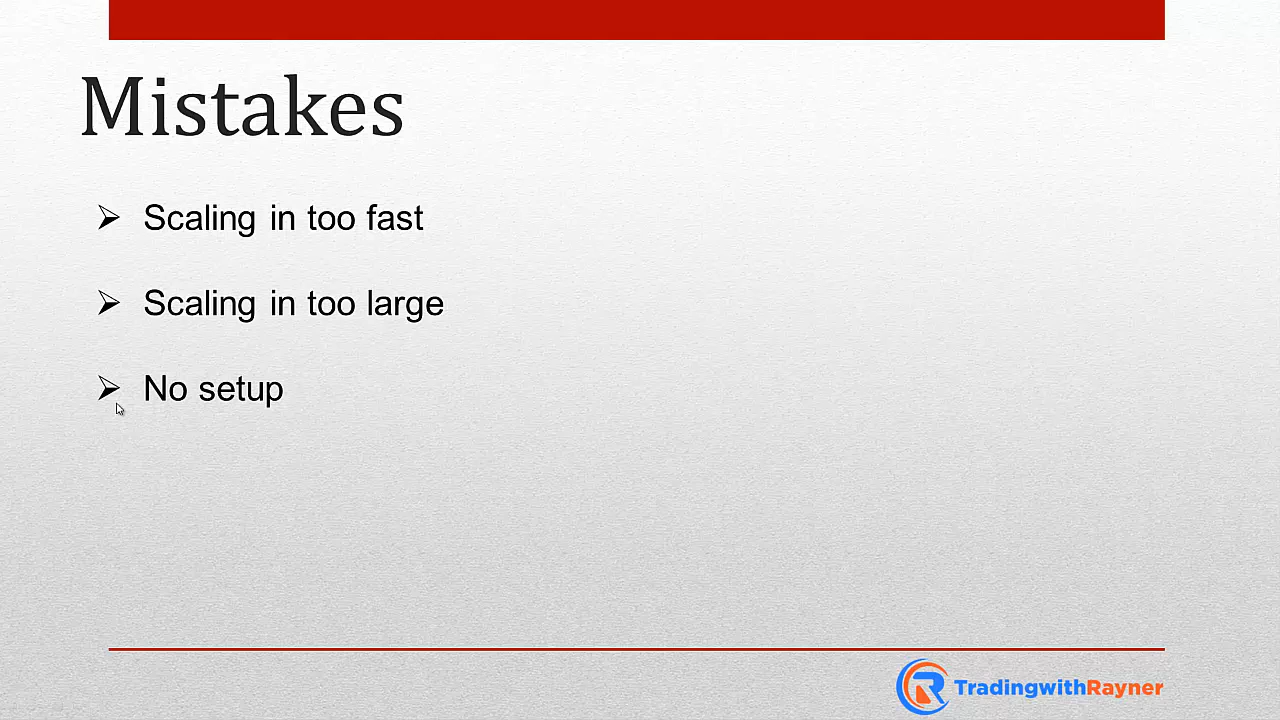 Mistakes
Scaling in too fast
Scaling in too large
No setup
TradingwithRayner